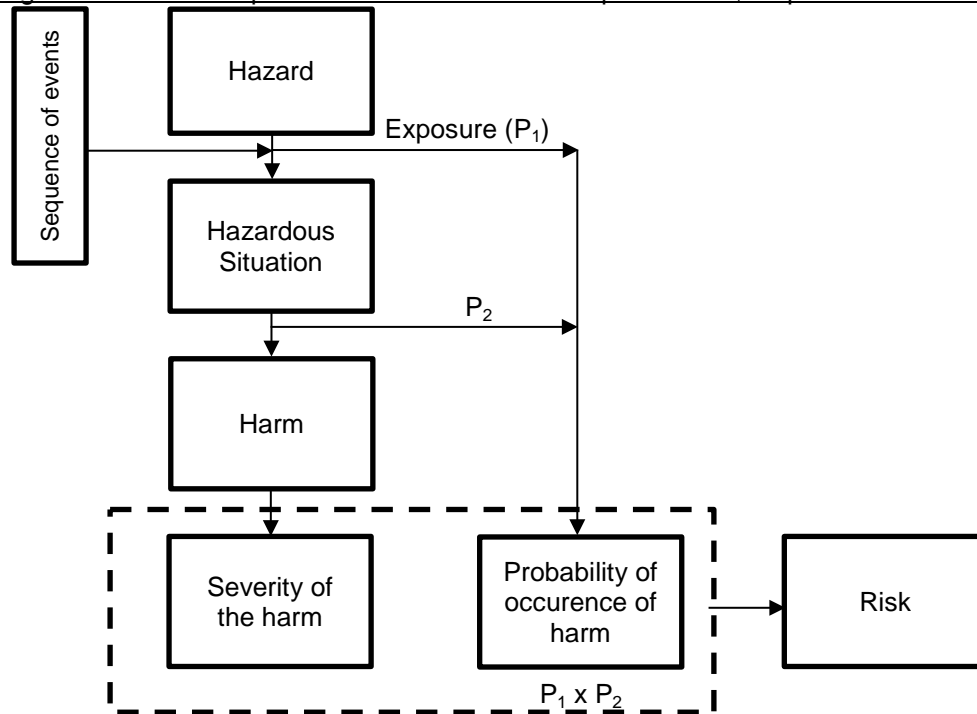 Sequence of events
Hazard
Exposure (P₁)
Hazardous
Situation
P₂
Harm
Severity of
the harm
Probability of
occurence of
harm
Risk
P₁ x P₂